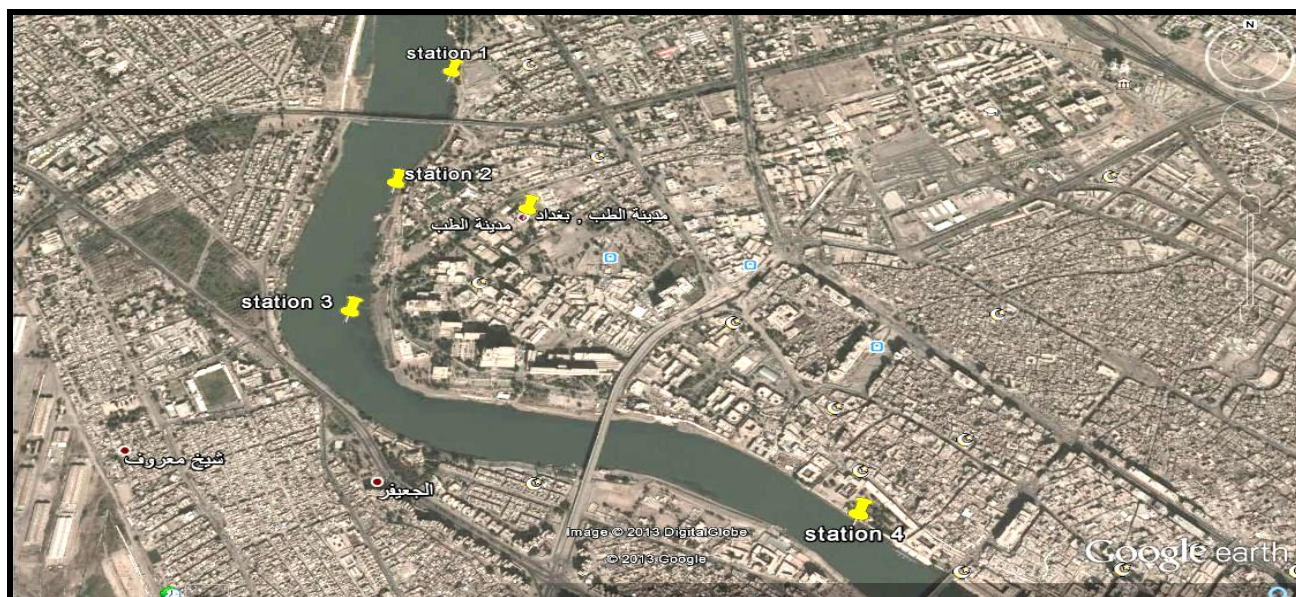 N
station 1
station 2
مدينة الطب , بغداد
مدينة الطب
station 3
شيخ معروف
الجعيفر
station 4
Image © 2013 DigitalGlobe
© 2013 Google
Google earth